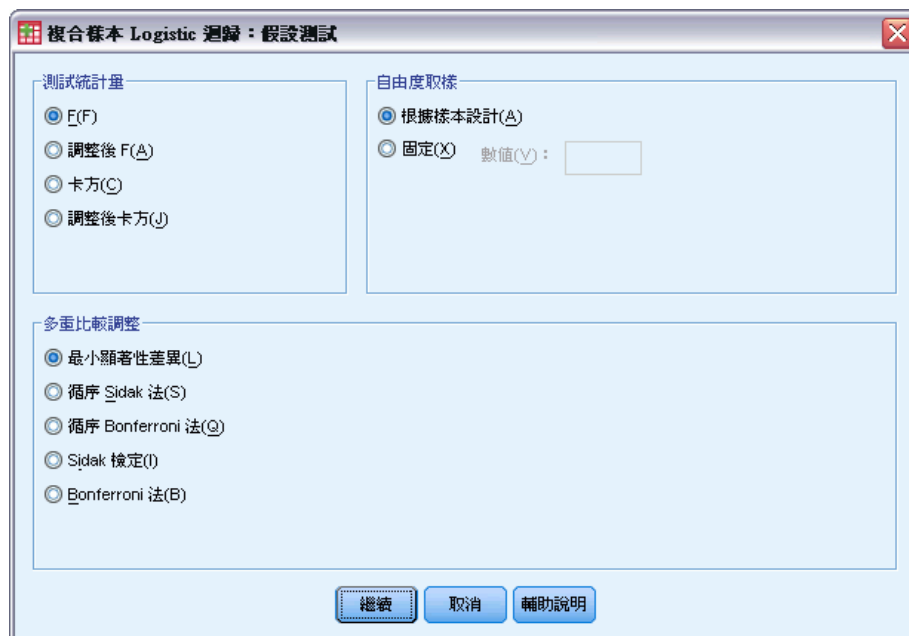 複合樣本 Logistic 迴歸：假設測試
測試統計量
F(F)
調整後 F(A)
卡方(C)
調整後卡方(J)
自由度取樣
根據樣本設計(A)
固定(X) 數值(V)：
多重比較調整
最小顯著性差異(L)
循序 Sidak 法(S)
循序 Bonferroni 法(Q)
Sidak 檢定(I)
Bonferroni 法(B)
繼續 取消 輔助說明